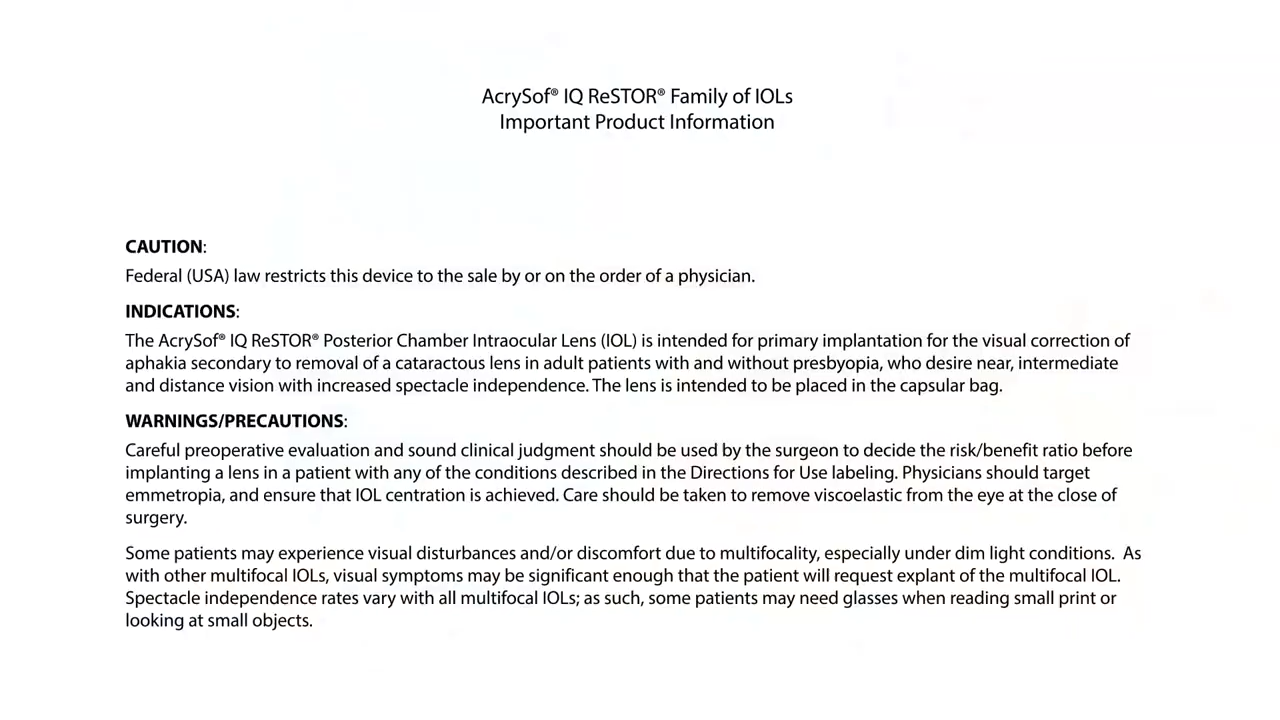 AcrySof® IQ ReSTOR® Family of IOLs
Important Product Information
CAUTION:
Federal (USA) law restricts this device to the sale by or on the order of a physician.
INDICATIONS:
The AcrySof® IQ ReSTOR® Posterior Chamber Intraocular Lens (IOL) is intended for primary implantation for the visual correction of
aphakia secondary to removal of a cataractous lens in adult patients with and without presbyopia, who desire near, intermediate
and distance vision with increased spectacle independence. The lens is intended to be placed in the capsular bag.
WARNINGS/PRECAUTIONS:
Careful preoperative evaluation and sound clinical judgment should be used by the surgeon to decide the risk/benefit ratio before
implanting a lens in a patient with any of the conditions described in the Directions for Use labeling. Physicians should target
emmetropia, and ensure that IOL centration is achieved. Care should be taken to remove viscoelastic from the eye at the close of
surgery.
Some patients may experience visual disturbances and/or discomfort due to multifocality, especially under dim light conditions.  As
with other multifocal IOLs, visual symptoms may be significant enough that the patient will request explant of the multifocal IOL.
Spectacle independence rates vary with all multifocal IOLs; as such, some patients may need glasses when reading small print or
looking at small objects.